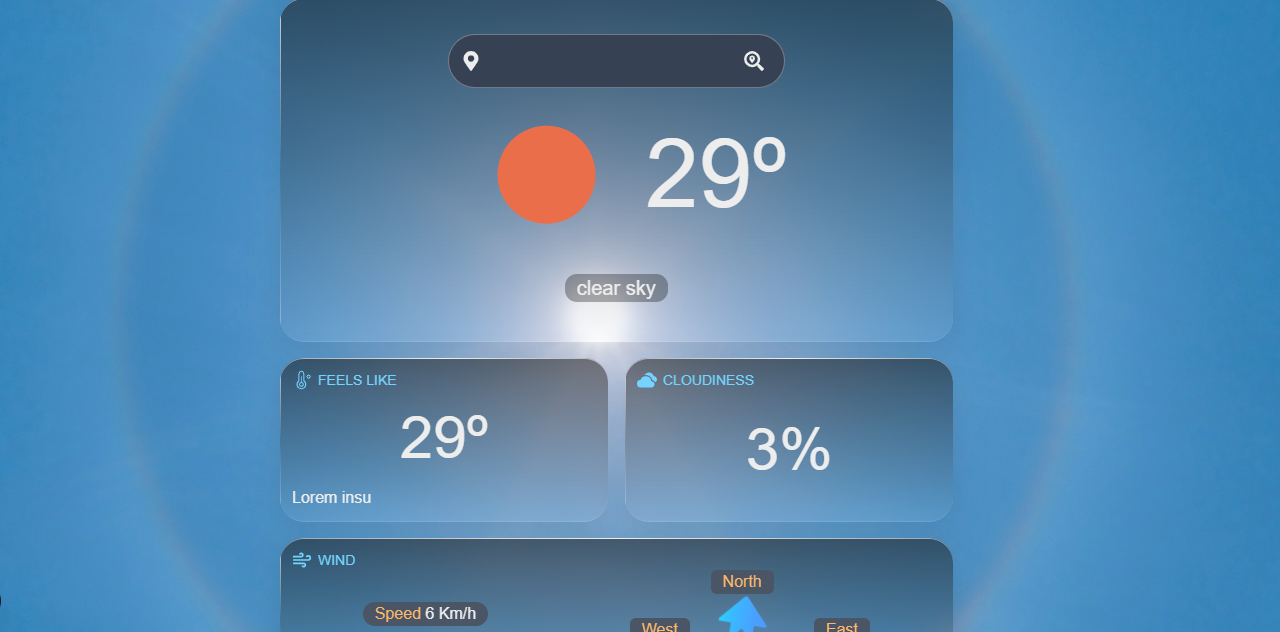 29º
clear sky
FEELS LIKE
29º
Lorem insu
CLOUDINESS
3%
WIND
Speed 6 Km/h
North
West
East